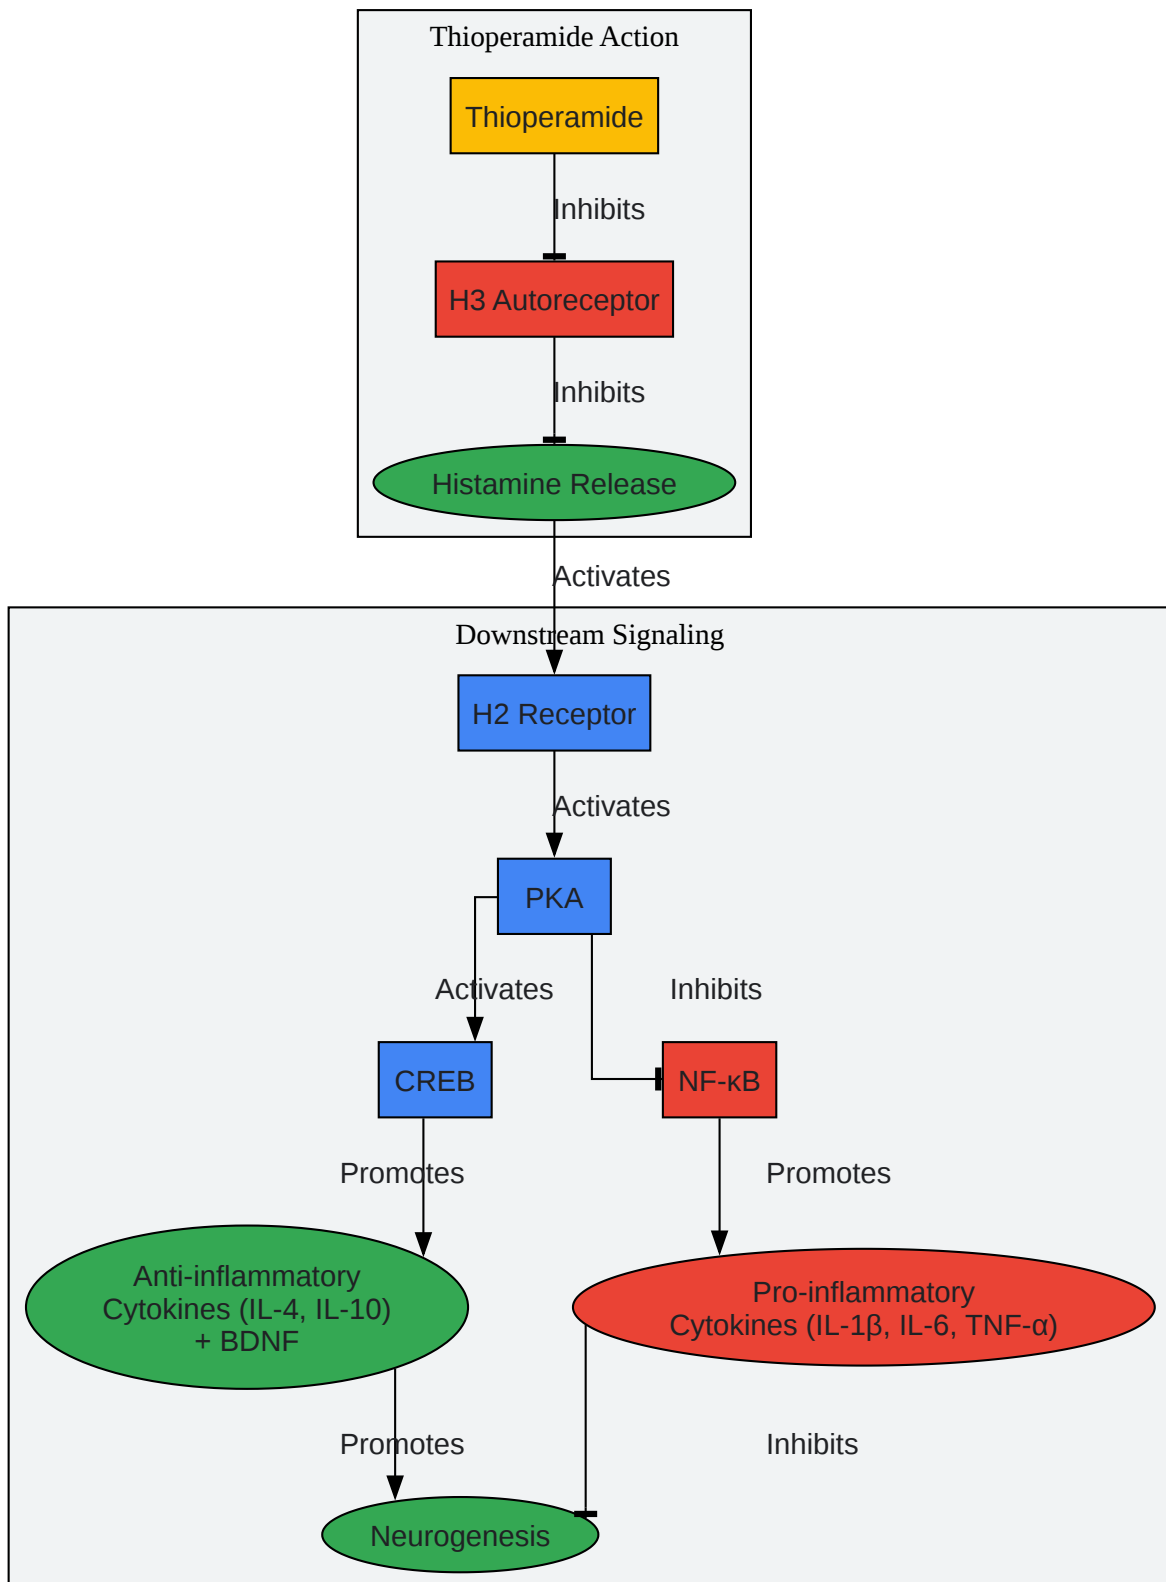 Thioperamide Action
Thioperamide
Inhibits
H3 Autoreceptor
Inhibits
Histamine Release
Activates
Downstream Signaling
H2 Receptor
Activates
PKA
Activates
Inhibits
CREB
NF-κB
Promotes
Promotes
Anti-inflammatory
Cytokines (IL-4, IL-10)
+ BDNF
Pro-inflammatory
Cytokines (IL-1β, IL-6, TNF-α)
Promotes
Inhibits
Neurogenesis